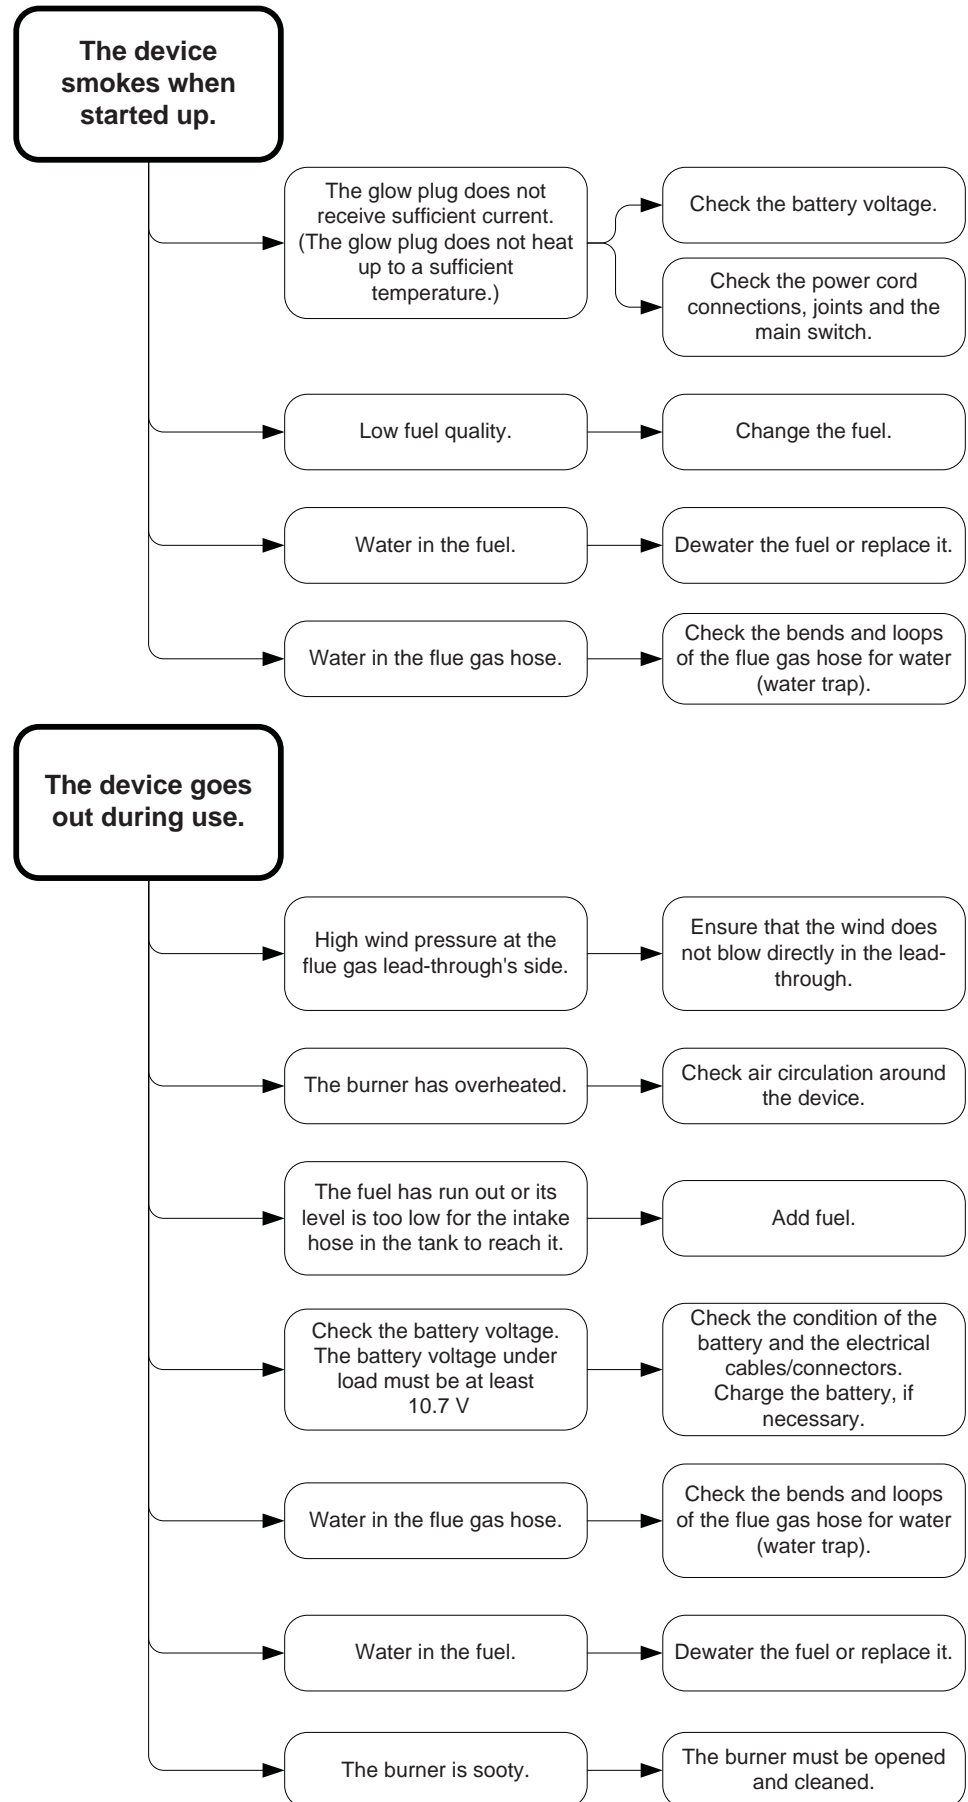 The device
smokes when
started up.
The glow plug does not
receive sufficient current.
(The glow plug does not heat
up to a sufficient
temperature.)
Check the battery voltage.
Check the power cord
connections, joints and the
main switch.
Low fuel quality.
Change the fuel.
Water in the fuel.
Dewater the fuel or replace it.
Water in the flue gas hose.
Check the bends and loops
of the flue gas hose for water
(water trap).
The device goes
out during use.
High wind pressure at the
flue gas lead-through's side.
Ensure that the wind does
not blow directly in the lead-
through.
The burner has overheated.
Check air circulation around
the device.
The fuel has run out or its
level is too low for the intake
hose in the tank to reach it.
Add fuel.
Check the battery voltage.
The battery voltage under
load must be at least
10.7 V
Check the condition of the
battery and the electrical
cables/connectors.
Charge the battery, if
necessary.
Water in the flue gas hose.
Check the bends and loops
of the flue gas hose for water
(water trap).
Water in the fuel.
Dewater the fuel or replace it.
The burner is sooty.
The burner must be opened
and cleaned.